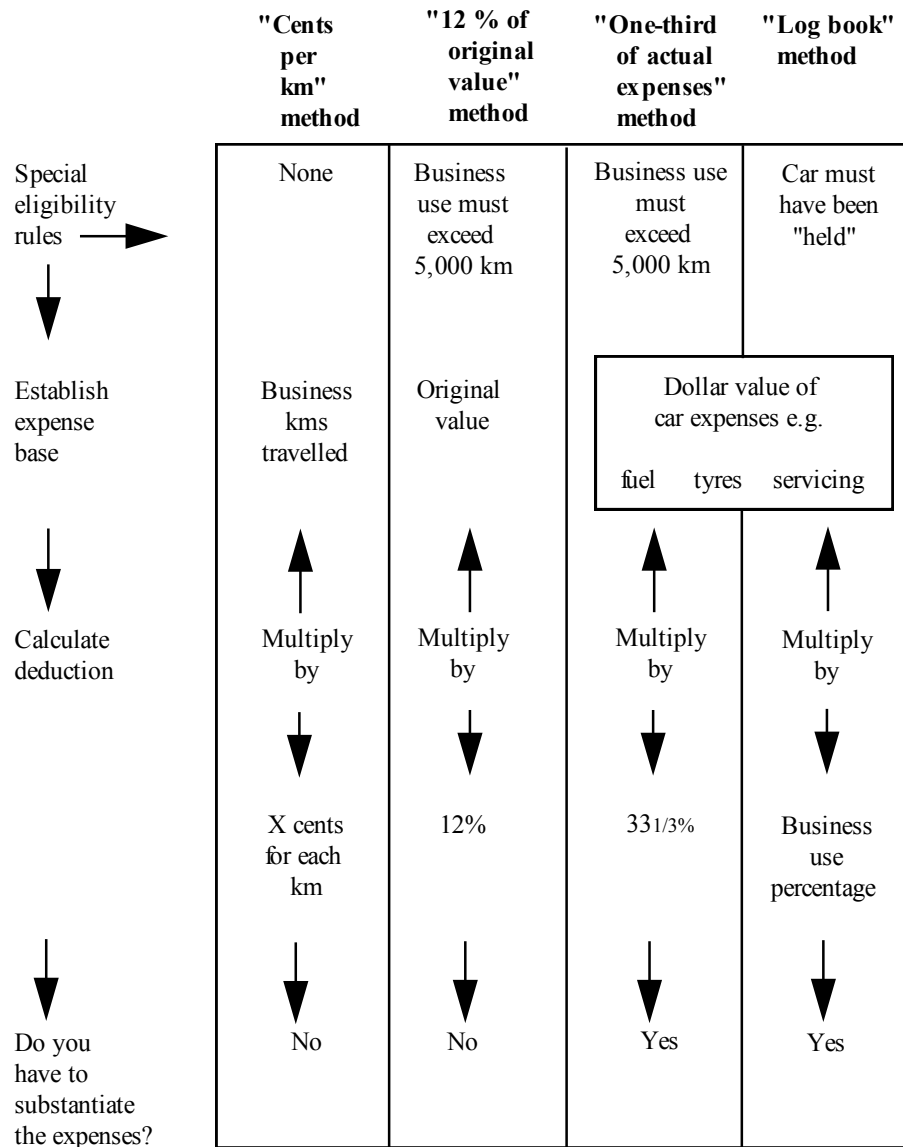 "Cents
per
km"
method
"12 % of
original
value"
method
"One-third
of actual
expenses"
method
"Log book"
method
Special
eligibility
rules
None
Business
use must
exceed
5,000 km
Business use
must
exceed
5,000 km
Car must
have been
"held"
Establish
expense
base
Business
kms
travelled
Original
value
Dollar value of
car expenses e.g.
fuel tyres servicing
Calculate
deduction
Multiply
by
Multiply
by
Multiply
by
Multiply
by
X cents
for each
km
12%
33 1/3%
Business
use
percentage
Do you
have to
substantiate
the expenses?
No
No
Yes
Yes